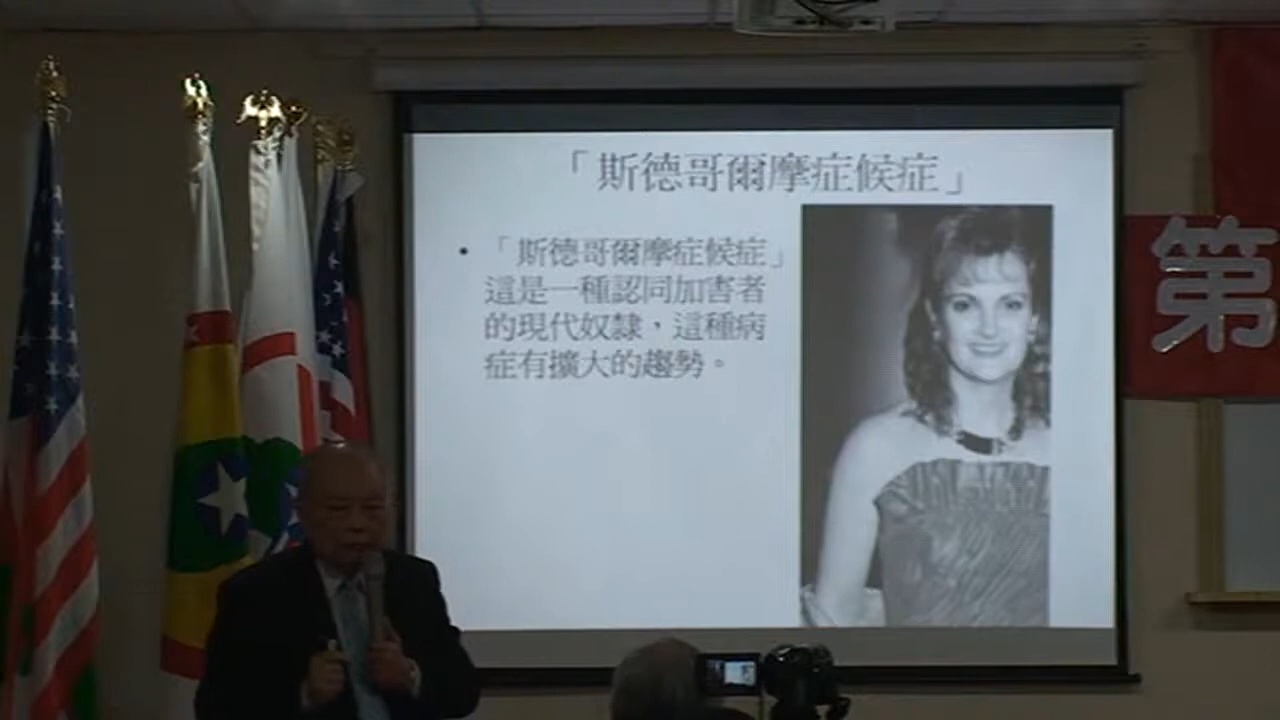 「斯德哥爾摩症候症」
• 「斯德哥爾摩症候症」
這是一種認同加害者
的現代奴隸，這種病
症有擴大的趨勢。
第